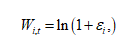 W_{i,t} = ln(1 + ε_{i,})